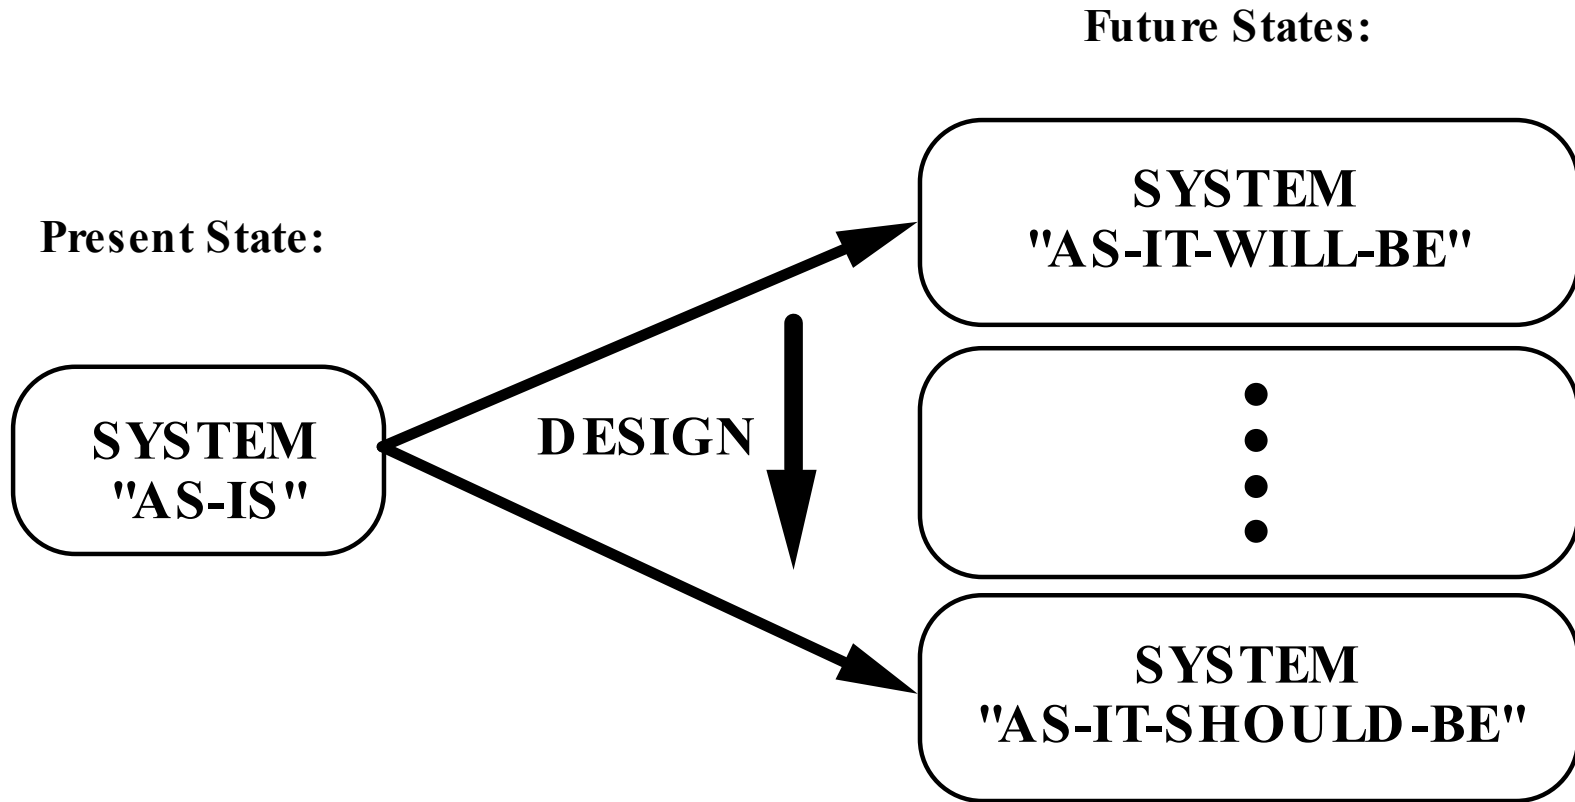 Future States:
Present State:
SYSTEM
"AS-IT-WILL-BE"
SYSTEM
"AS-IS"
DESIGN
SYSTEM
"AS-IT-SHOULD-BE"